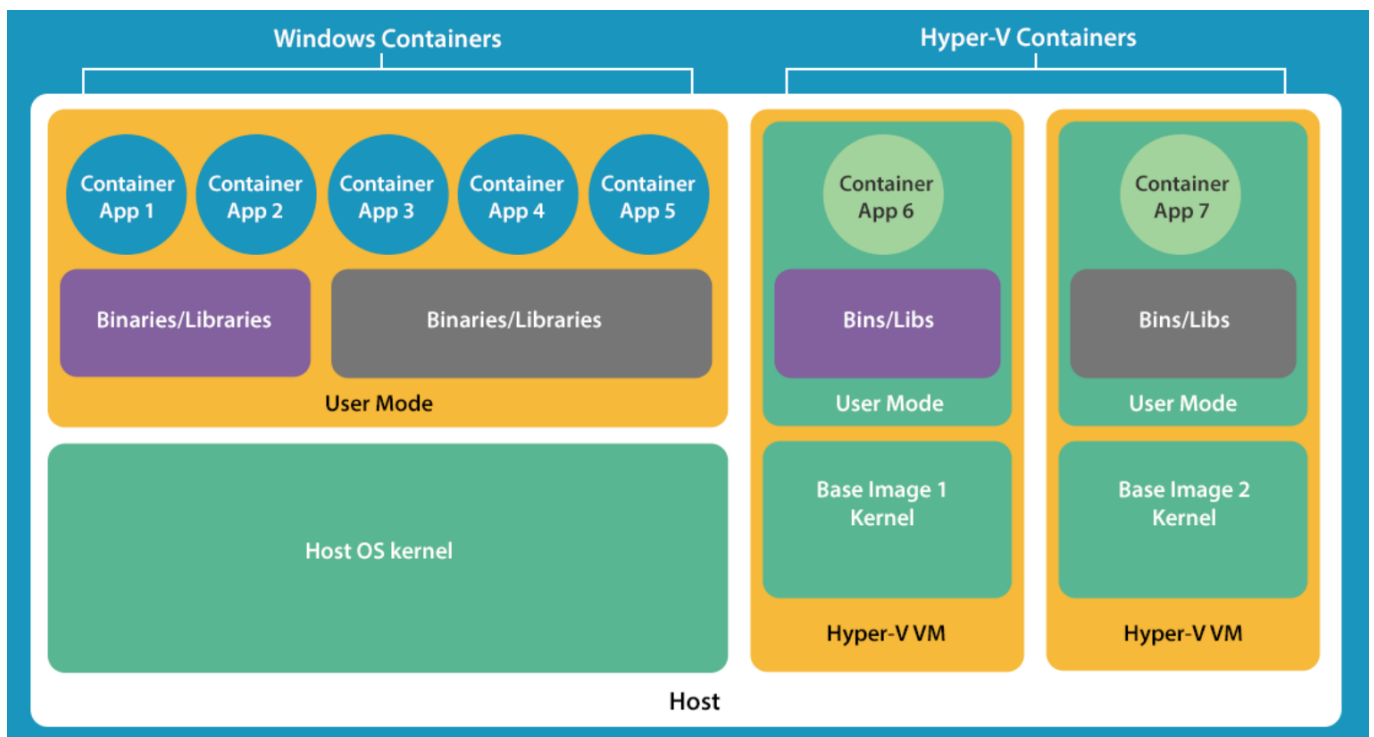 Windows Containers
Hyper-V Containers
Container
App 1
Container
App 2
Container
App 3
Container
App 4
Container
App 5
Binaries/Libraries
Binaries/Libraries
User Mode
Host OS kernel
Container
App 6
Bins/Libs
User Mode
Base Image 1
Kernel
Hyper-V VM
Container
App 7
Bins/Libs
User Mode
Base Image 2
Kernel
Hyper-V VM
Host